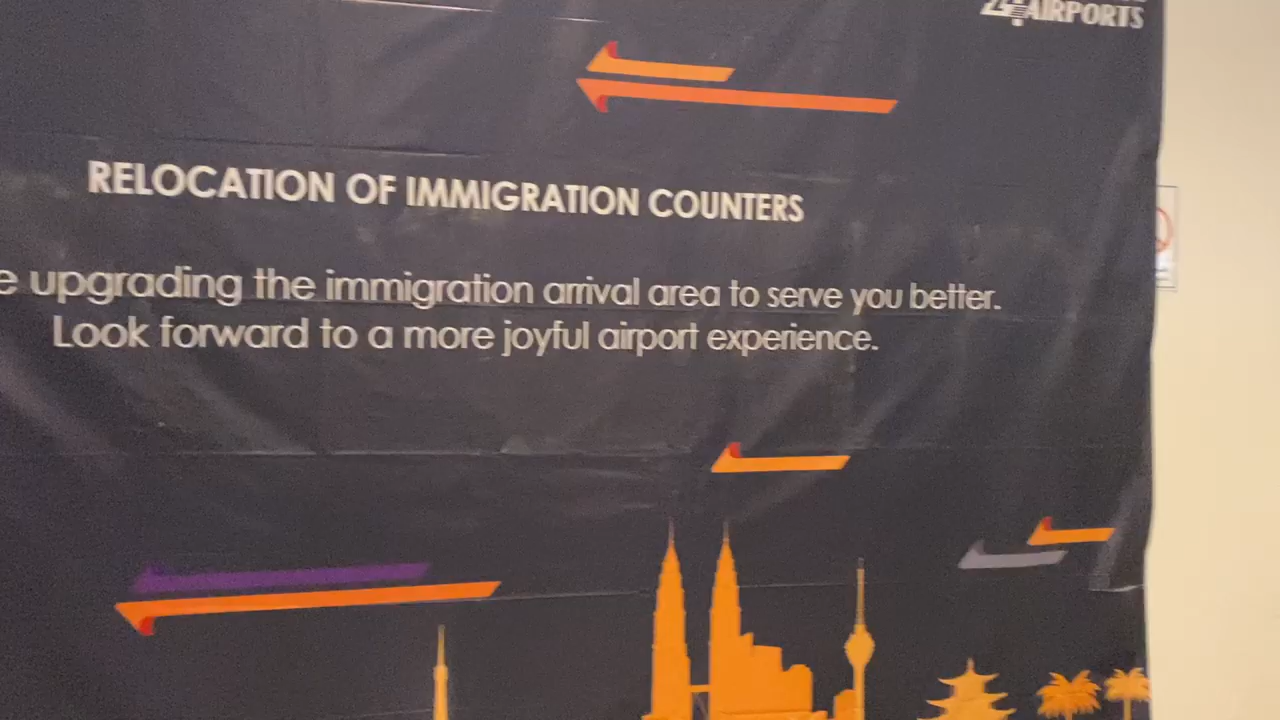 AIRPORTS
RELOCATION OF IMMIGRATION COUNTERS
upgrading the immigration arrival area to serve you better.
Look forward to a more joyful airport experience.